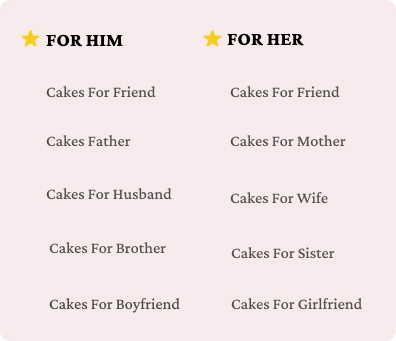 FOR HIM
Cakes For Friend
Cakes Father
Cakes For Husband
Cakes For Brother
Cakes For Boyfriend
FOR HER
Cakes For Friend
Cakes For Mother
Cakes For Wife
Cakes For Sister
Cakes For Girlfriend